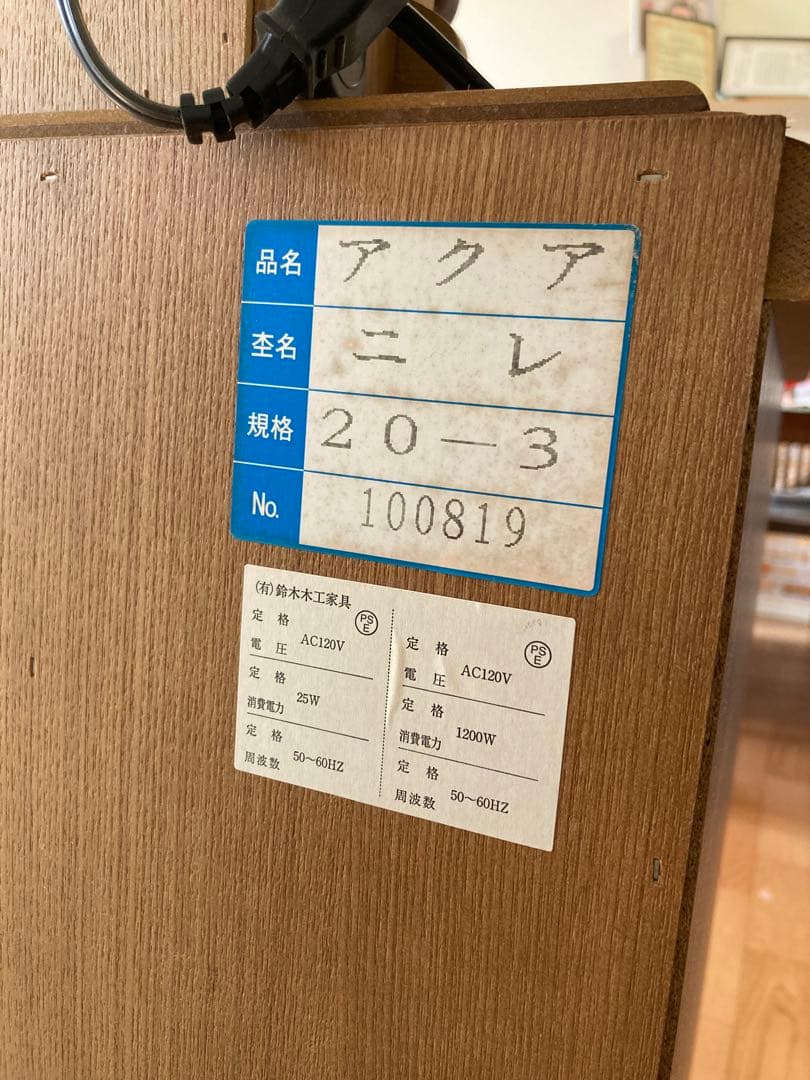 品名 アクア
杢名 ニレ
規格 20-3
No. 100819
(有)鈴木木工家具
定格電圧 AC120V
PSE
定格消費電力 25W
定格周波数 50~60HZ
定格電圧 AC120V
PSE
定格消費電力 1200W
定格周波数 50~60HZ